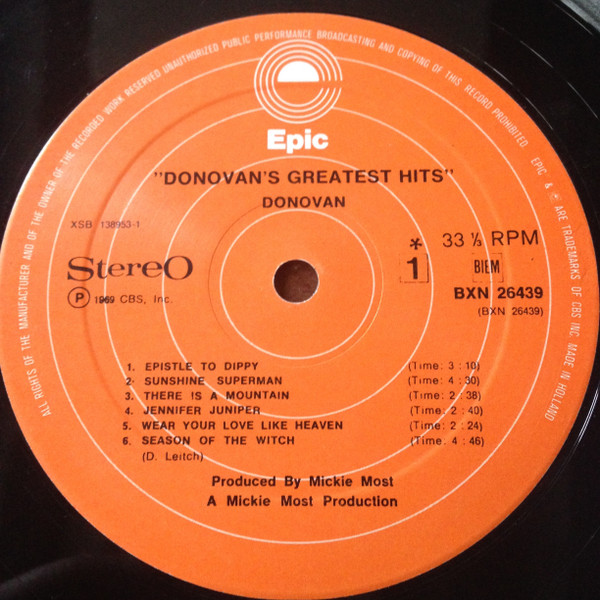 ALL RIGHTS OF THE MANUFACTURER AND OF THE OWNER OF THE RECORDED WORK RESERVED UNAUTHORIZED PUBLIC PERFORMANCE BROADCASTING AND COPYING OF THIS RECORD PROHIBITED EPIC & ARE TRADEMARKS OF CBS INC. MADE IN HOLLAND
Epic
"DONOVAN'S GREATEST HITS"
DONOVAN
XSB 138953-1
StereO
Ⓟ 1969 CBS, Inc.
* 33 ⅓ RPM
1 BIEM
BXN 26439
(BXN 26439)
1. EPISTLE TO DIPPY (Time: 3 : 10)
2- SUNSHINE SUPERMAN (Time: 4 : 30)
3. THERE IS A MOUNTAIN (Time: 2 : 38)
4. JENNIFER JUNIPER (Time: 2 : 40)
5. WEAR YOUR LOVE LIKE HEAVEN (Time: 2 : 24)
6. SEASON OF THE WITCH (Time: 4 : 46)
(D. Leitch)
Produced By Mickie Most
A Mickie Most Production